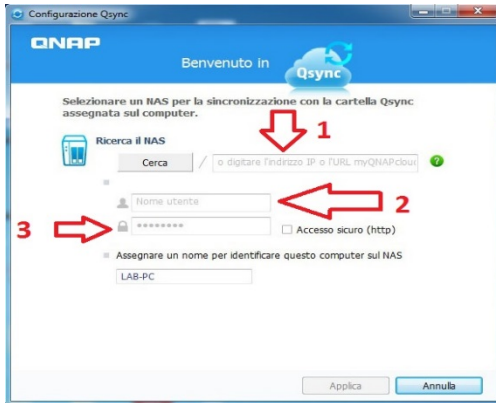 Configurazione Qsync
QNAP
Benvenuto in Qsync
Selezionare un NAS per la sincronizzazione con la cartella Qsync
assegnata sul computer.
1
Ricerca il NAS
Cerca / o digitare l'indirizzo IP o l'URL myQNAPclou
?
Nome utente
2
3
********
Accesso sicuro (http)
Assegnare un nome per identificare questo computer sul NAS
LAB-PC
Applica
Annulla